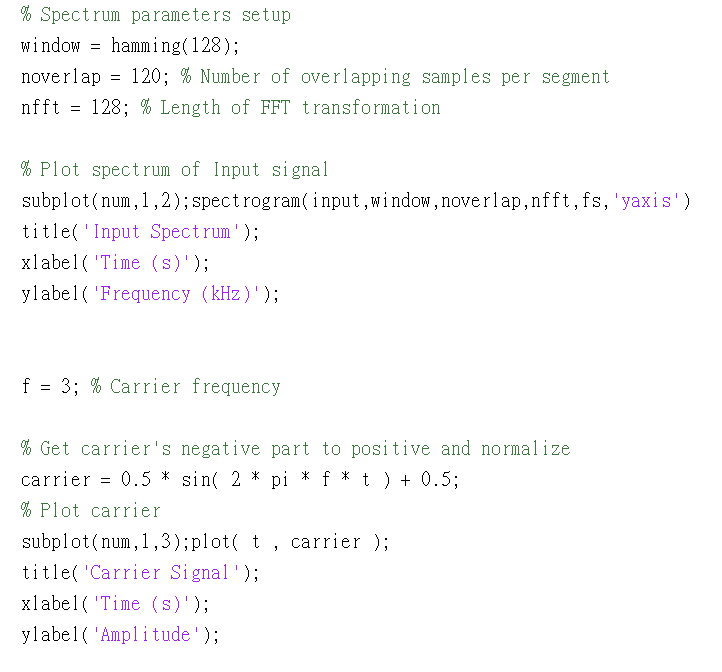 % Spectrum parameters setup
window = hamming(128);
noverlap = 120; % Number of overlapping samples per segment
nfft = 128; % Length of FFT transformation
% Plot spectrum of Input signal
subplot(num,1,2);spectrogram(input,window,noverlap,nfft,fs,'yaxis')
title('Input Spectrum');
xlabel('Time (s)');
ylabel('Frequency (kHz)');
f = 3; % Carrier frequency
% Get carrier's negative part to positive and normalize
carrier = 0.5 * sin( 2 * pi * f * t ) + 0.5;
% Plot carrier
subplot(num,1,3);plot( t , carrier );
title('Carrier Signal');
xlabel('Time (s)');
ylabel('Amplitude');